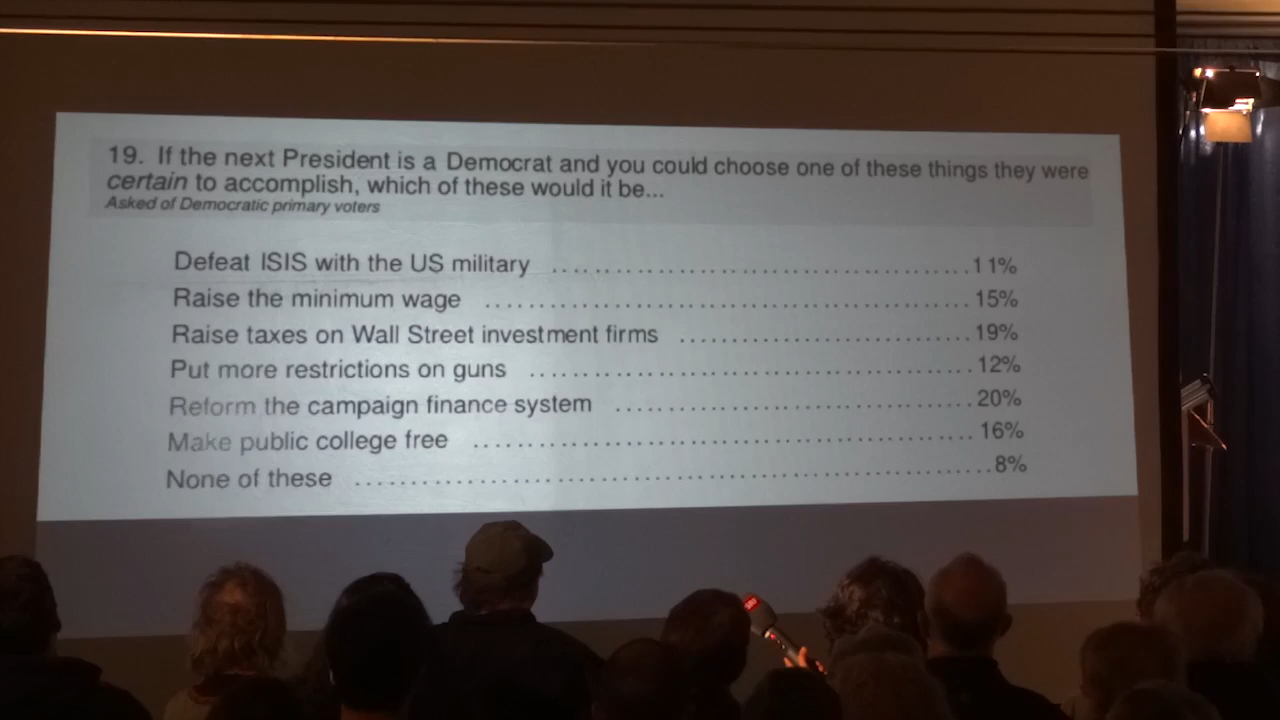 19. If the next President is a Democrat and you could choose one of these things they were
certain to accomplish, which of these would it be...
Asked of Democratic primary voters
Defeat ISIS with the US military ........................................ 11%
Raise the minimum wage ........................................ 15%
Raise taxes on Wall Street investment firms ........................................ 19%
Put more restrictions on guns ........................................ 12%
Reform the campaign finance system ........................................ 20%
Make public college free ........................................ 16%
None of these ........................................ 8%